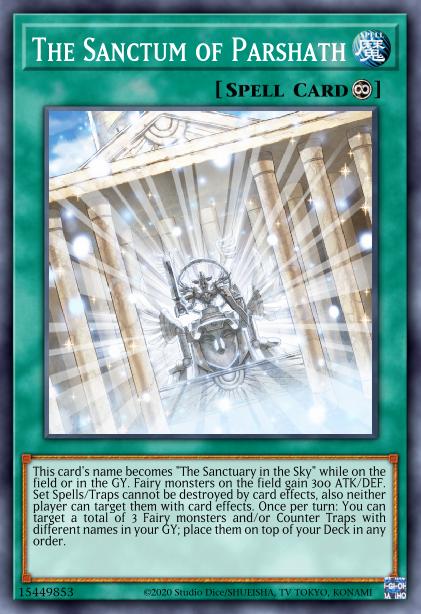 THE SANCTUM OF PARSHATH
SPELL
魔
[SPELL CARD]
This card's name becomes "The Sanctuary in the Sky" while on the
field or in the GY. Fairy monsters on the field gain 300 ATK/DEF.
Set Spells/Traps cannot be destroyed by card effects, also neither
player can target them with card effects. Once per turn: You can
target a total of 3 Fairy monsters and/or Counter Traps with
different names in your GY; place them on top of your Deck in any
order.
15449853
©2020 Studio Dice/SHUEISHA, TV TOKYO, KONAMI